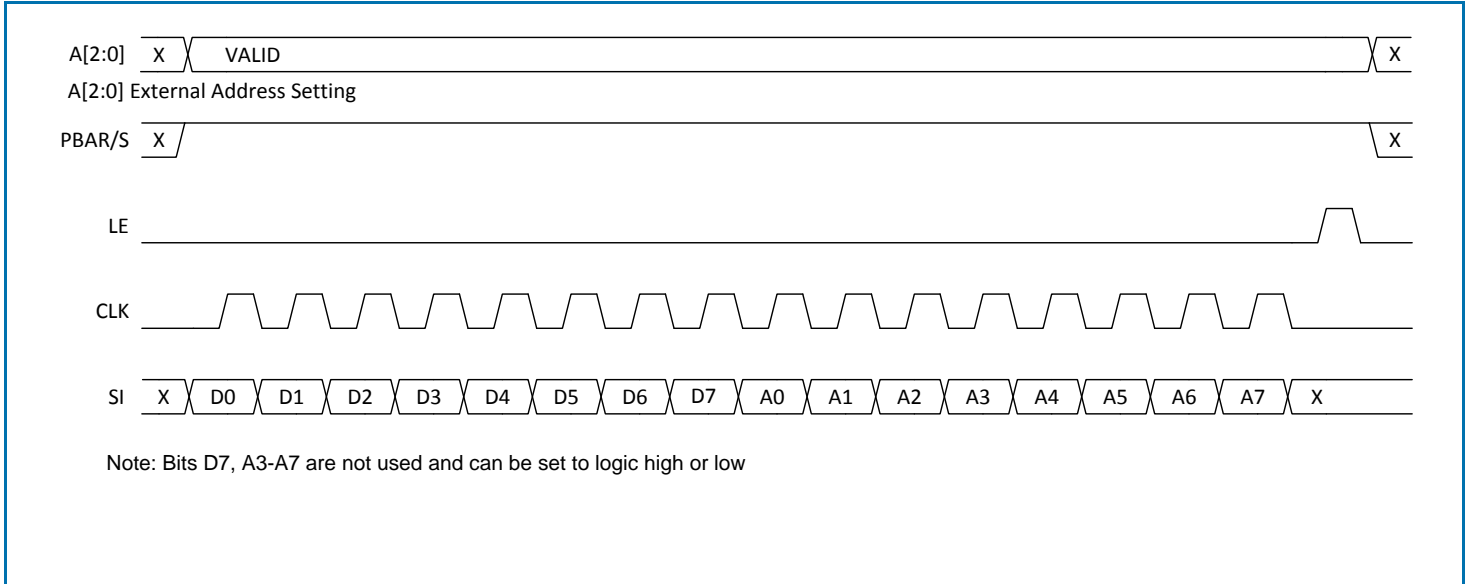 A[2:0] X VALID X
A[2:0] External Address Setting
PBAR/S X X
LE
CLK
SI X D0 D1 D2 D3 D4 D5 D6 D7 A0 A1 A2 A3 A4 A5 A6 A7 X
Note: Bits D7, A3-A7 are not used and can be set to logic high or low